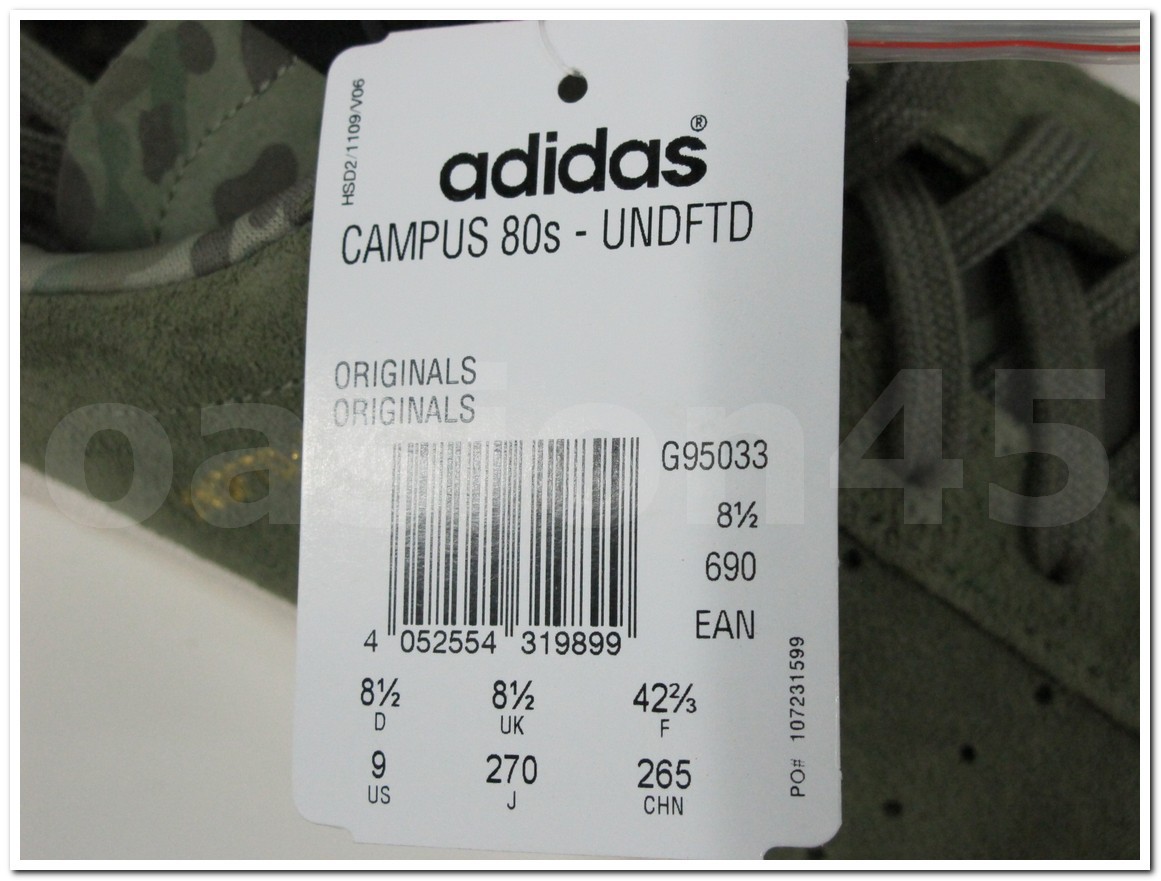 HSD2/1109/V06
adidas®
CAMPUS 80s - UNDFTD
ORIGINALS
ORIGINALS
G95033
8½
690
EAN
4 052554 319899
8½ 8½ 42⅔
D UK F
9 270 265
US J CHN
PO# 107231599
oasion45